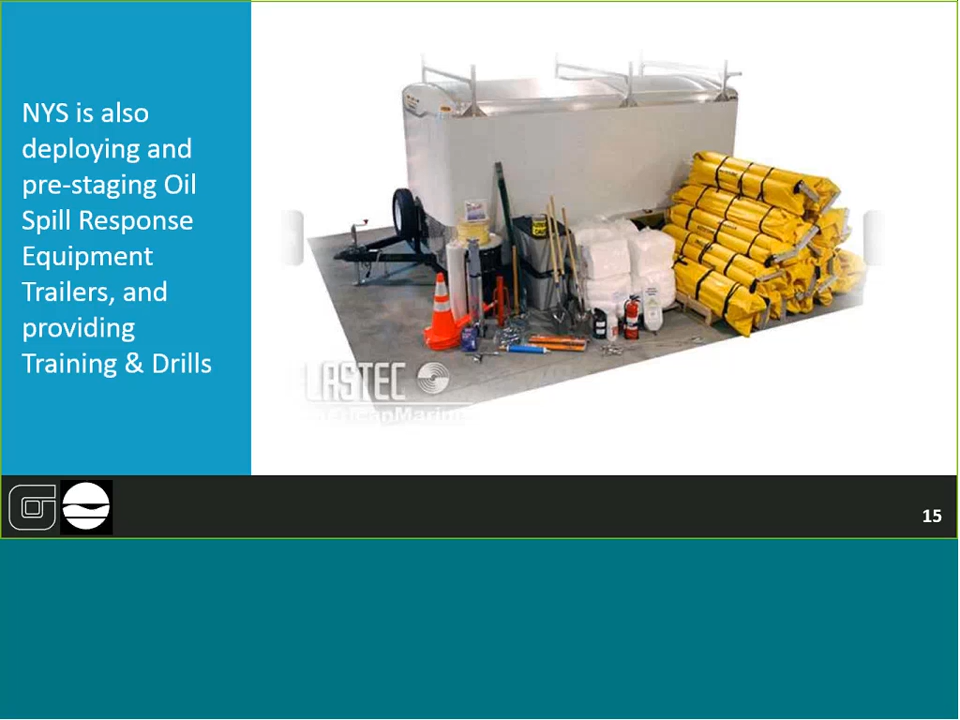 NYS is also
deploying and
pre-staging Oil
Spill Response
Equipment
Trailers, and
providing
Training & Drills
LASTEC
15